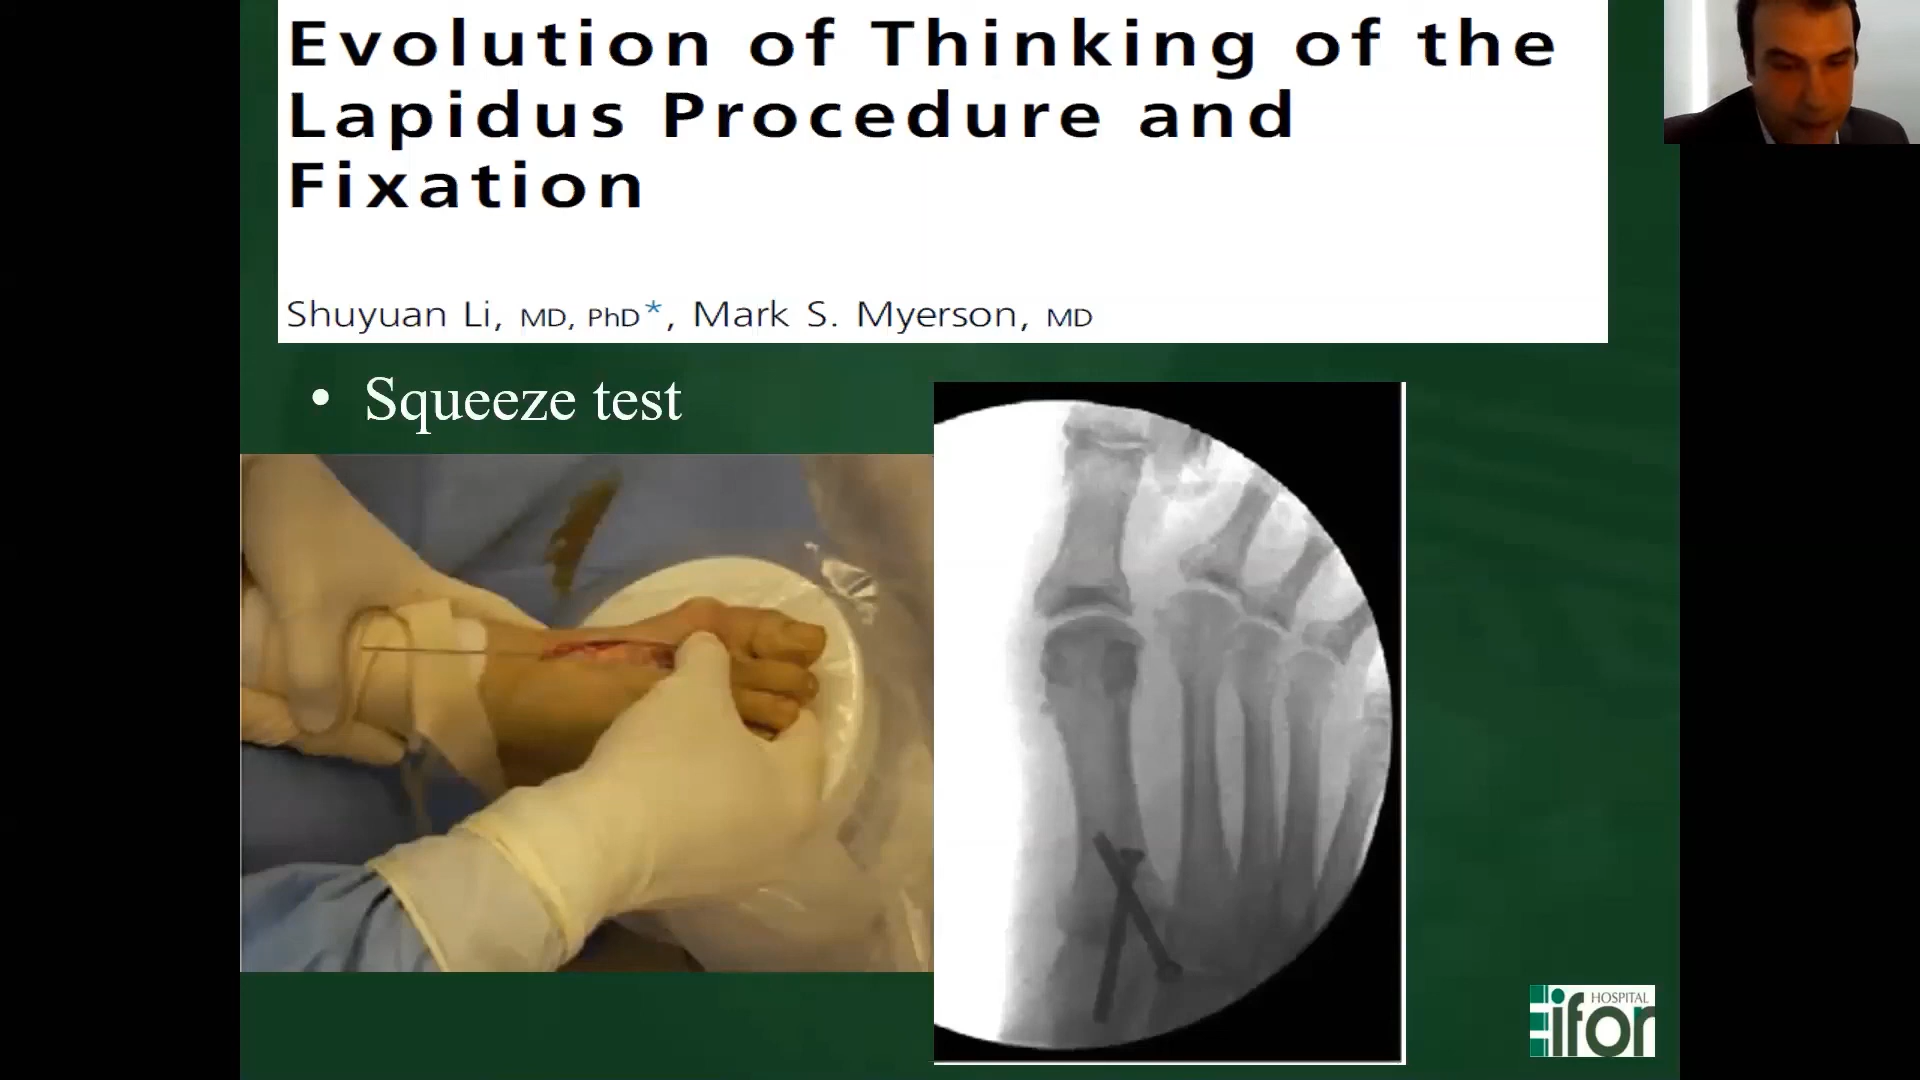 Evolution of Thinking of the
Lapidus Procedure and
Fixation
Shuyuan Li, MD, PhD*, Mark S. Myerson, MD
• Squeeze test
HOSPITAL
ifor